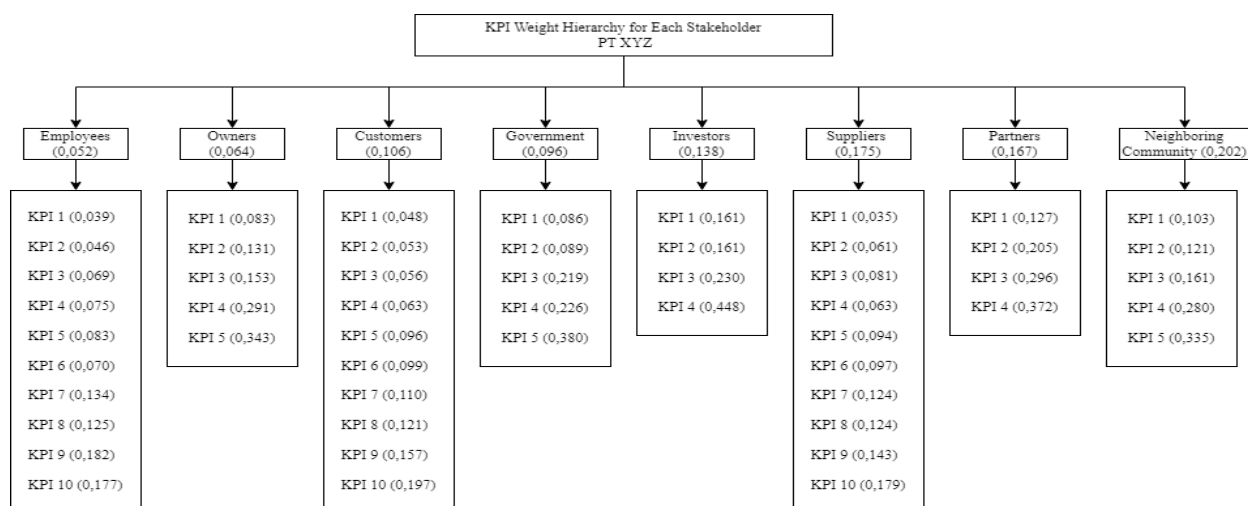 KPI Weight Hierarchy for Each Stakeholder
PT XYZ
Employees
(0,052)
KPI 1 (0,039)
KPI 2 (0,046)
KPI 3 (0,069)
KPI 4 (0,075)
KPI 5 (0,083)
KPI 6 (0,070)
KPI 7 (0,134)
KPI 8 (0,125)
KPI 9 (0,182)
KPI 10 (0,177)
Owners
(0,064)
KPI 1 (0,083)
KPI 2 (0,131)
KPI 3 (0,153)
KPI 4 (0,291)
KPI 5 (0,343)
Customers
(0,106)
KPI 1 (0,048)
KPI 2 (0,053)
KPI 3 (0,056)
KPI 4 (0,063)
KPI 5 (0,096)
KPI 6 (0,099)
KPI 7 (0,110)
KPI 8 (0,121)
KPI 9 (0,157)
KPI 10 (0,197)
Government
(0,096)
KPI 1 (0,086)
KPI 2 (0,089)
KPI 3 (0,219)
KPI 4 (0,226)
KPI 5 (0,380)
Investors
(0,138)
KPI 1 (0,161)
KPI 2 (0,161)
KPI 3 (0,230)
KPI 4 (0,448)
Suppliers
(0,175)
KPI 1 (0,035)
KPI 2 (0,061)
KPI 3 (0,081)
KPI 4 (0,063)
KPI 5 (0,094)
KPI 6 (0,097)
KPI 7 (0,124)
KPI 8 (0,124)
KPI 9 (0,143)
KPI 10 (0,179)
Partners
(0,167)
KPI 1 (0,127)
KPI 2 (0,205)
KPI 3 (0,296)
KPI 4 (0,372)
Neighboring
Community (0,202)
KPI 1 (0,103)
KPI 2 (0,121)
KPI 3 (0,161)
KPI 4 (0,280)
KPI 5 (0,335)